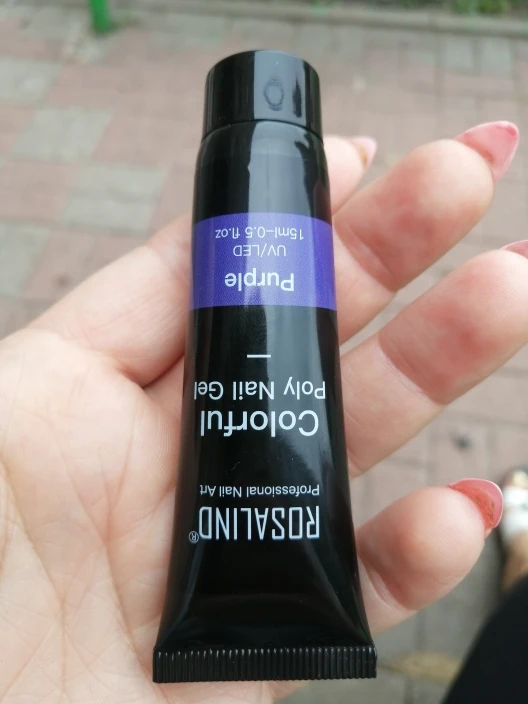 ROSALIND®
Professional Nail Art
Colorful
Poly Nail Gel
Purple
UV/LED
15ml-0.5 fl.oz